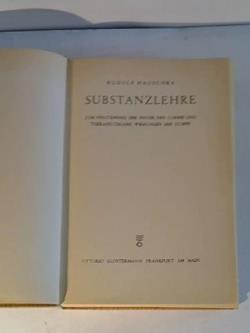 RUDOLF HAUSCHKA
SUBSTANZLEHRE
ZUM VERSTÄNDNIS DER PHYSIK, DER CHEMIE UND
THERAPEUTISCHER WIRKUNGEN DER STOFFE
VITTORIO KLOSTERMANN FRANKFURT AM MAIN